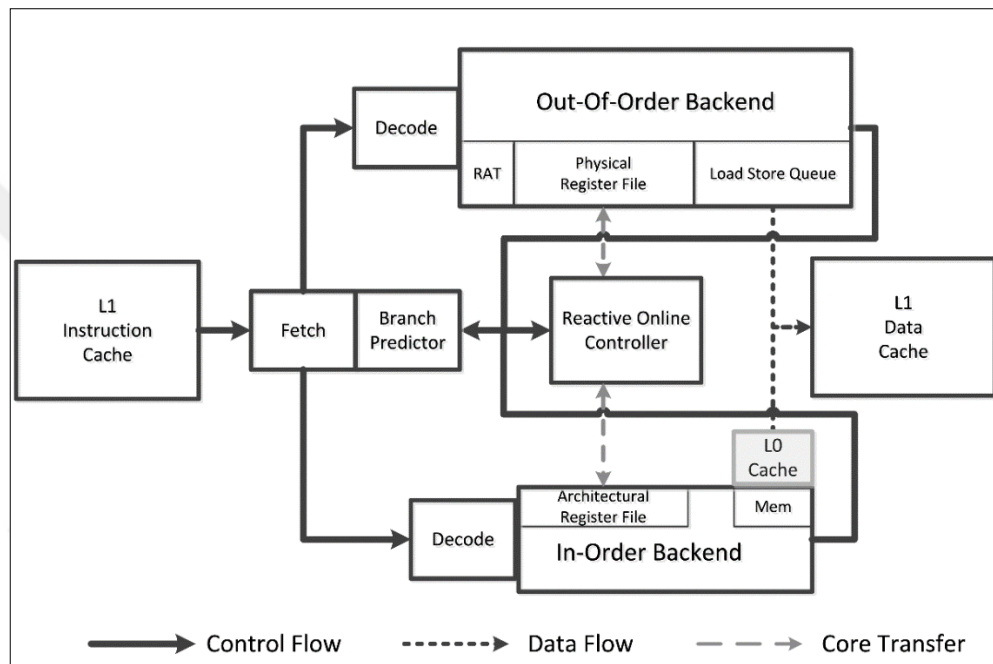 Out-Of-Order Backend
Decode
RAT
Physical
Register File
Load Store Queue
L1
Instruction
Cache
Fetch
Branch
Predictor
Reactive Online
Controller
L1
Data
Cache
L0
Cache
Architectural
Register File
Mem
Decode
In-Order Backend
Control Flow
Data Flow
Core Transfer